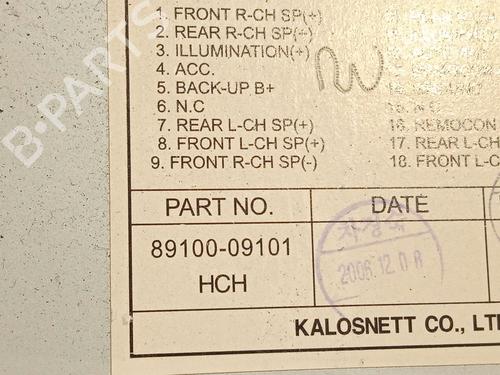 1. FRONT R-CH SP(+)
2. REAR R-CH SP(+)
3. ILLUMINATION(+)
4. ACC.
5. BACK-UP B+
6. N.C
7. REAR L-CH SP(+)
8. FRONT L-CH SP(+)
9. FRONT R-CH SP(-)
15. N.C
16. REMOCON
17. REAR L-CH
18. FRONT L-C
PART NO.
DATE
89100-09101
HCH
2006.12.08
KALOSNETT CO., LT
B-PARTS